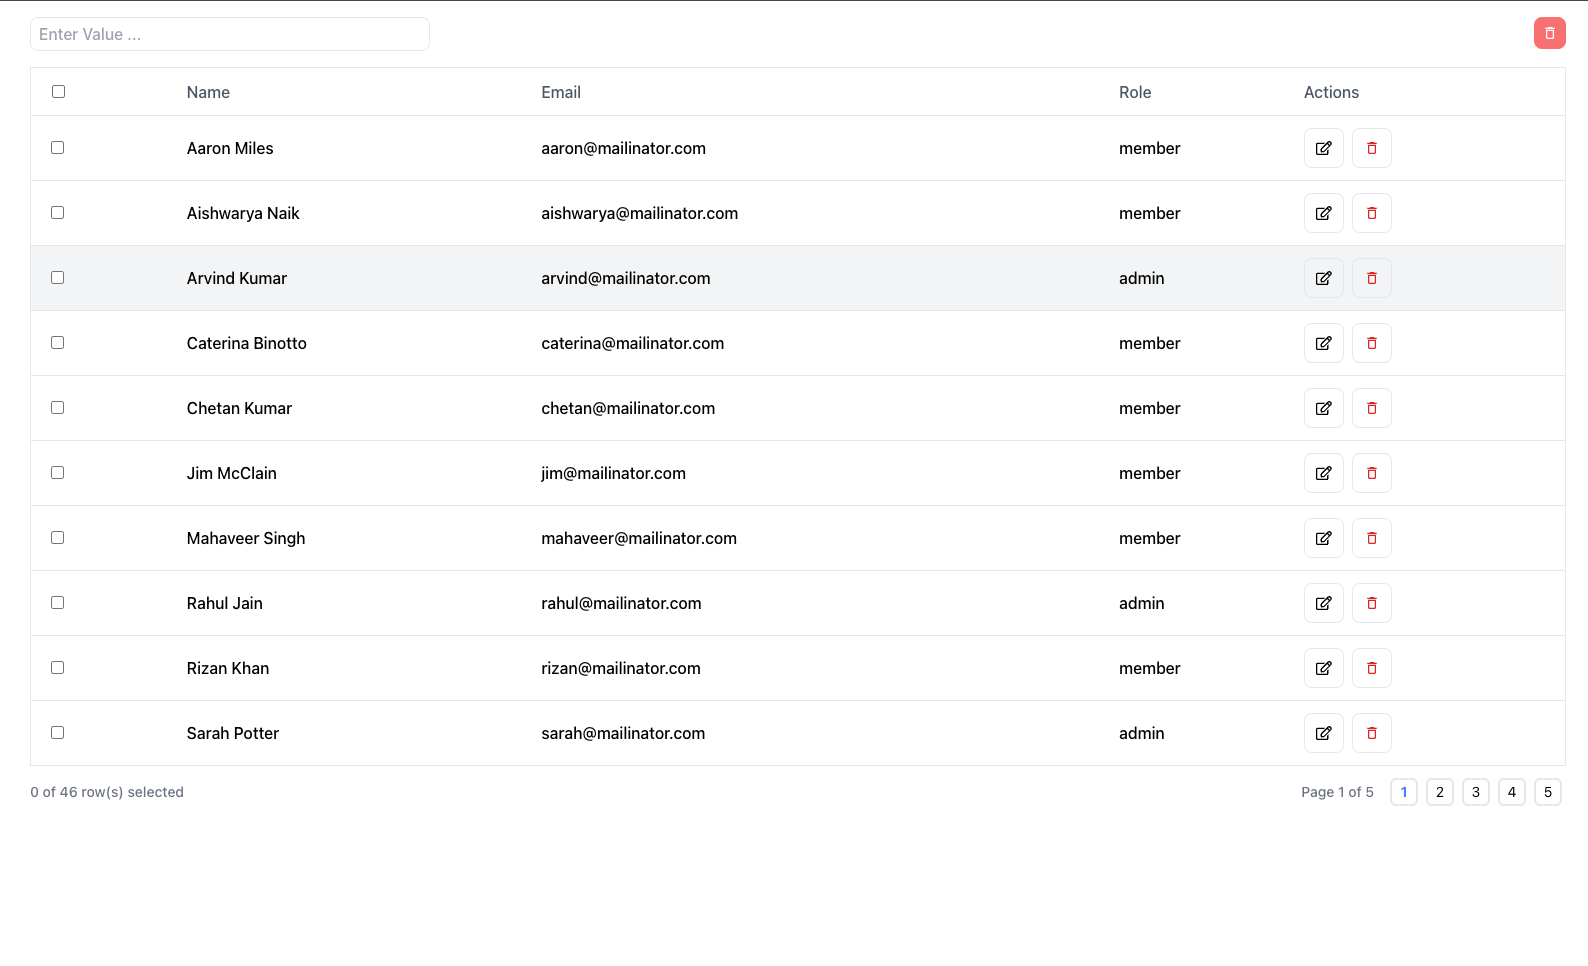 Enter Value ...
Name Email Role Actions
Aaron Miles aaron@mailinator.com member
Aishwarya Naik aishwarya@mailinator.com member
Arvind Kumar arvind@mailinator.com admin
Caterina Binotto caterina@mailinator.com member
Chetan Kumar chetan@mailinator.com member
Jim McClain jim@mailinator.com member
Mahaveer Singh mahaveer@mailinator.com member
Rahul Jain rahul@mailinator.com admin
Rizan Khan rizan@mailinator.com member
Sarah Potter sarah@mailinator.com admin
0 of 46 row(s) selected Page 1 of 5 1 2 3 4 5